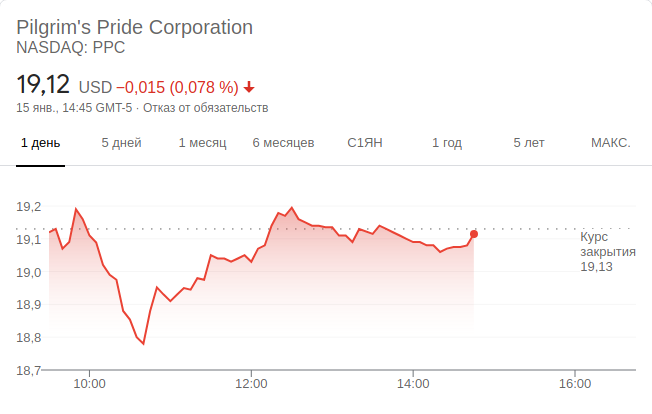 Pilgrim's Pride Corporation
NASDAQ: PPC
19,12 USD −0,015 (0,078 %)
15 янв., 14:45 GMT-5 · Отказ от обязательств
1 день 5 дней 1 месяц 6 месяцев С1ЯН 1 год 5 лет МАКС.
19,2
19,1
Курс
закрытия
19,13
19,0
18,9
18,8
18,7
10:00 12:00 14:00 16:00